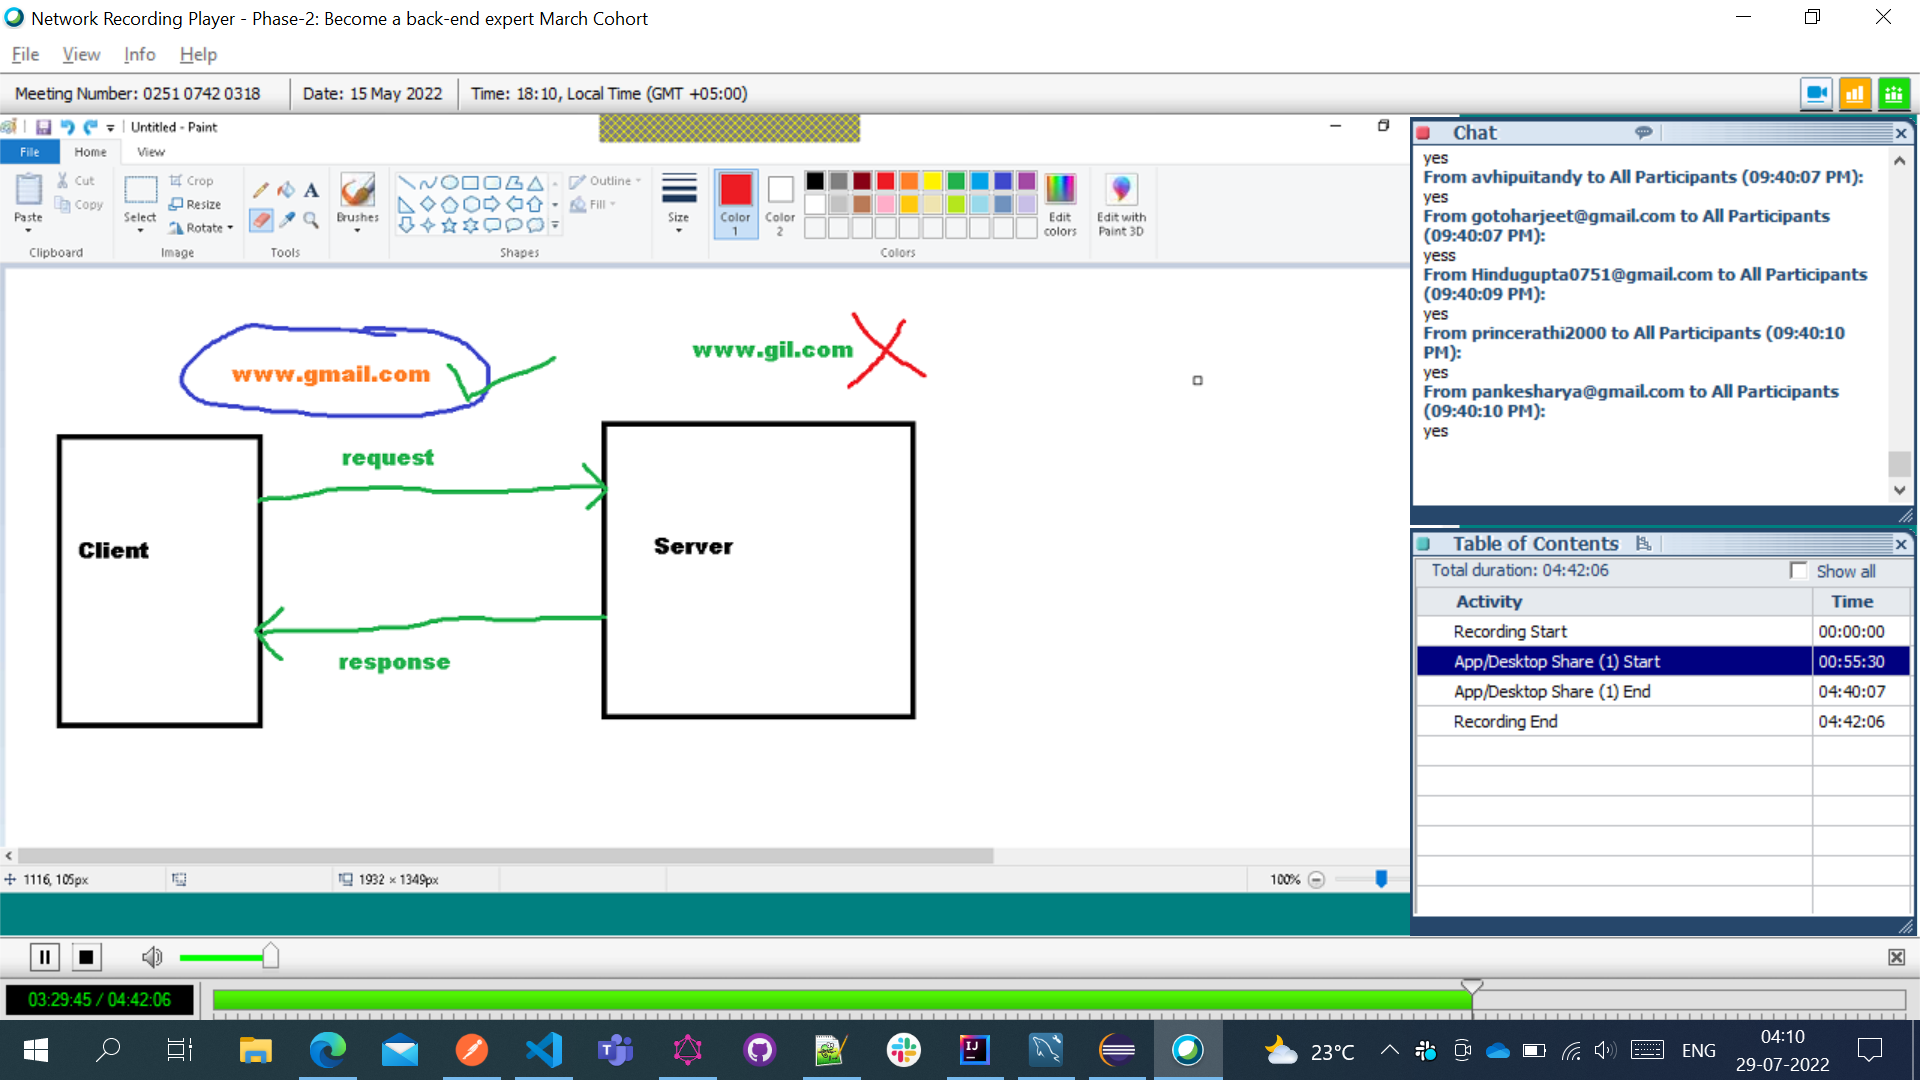 Network Recording Player - Phase-2: Become a back-end expert March Cohort
File View Info Help
Meeting Number: 0251 0742 0318 Date: 15 May 2022 Time: 18:10, Local Time (GMT +05:00)
Untitled - Paint
File Home View
Paste
Cut
Copy
Clipboard
Select
Crop
Resize
Rotate
Image
Tools
Brushes
Shapes
Outline
Fill
Size
Color 1
Color 2
Colors
Edit colors
Edit with Paint 3D
www.gmail.com
www.gil.com
request
Client
Server
response
1116, 105px
1932 × 1349px
100%
Chat
yes
From avhipuitandy to All Participants (09:40:07 PM):
yes
From gotoharjeet@gmail.com to All Participants
(09:40:07 PM):
yess
From Hindugupta0751@gmail.com to All Participants
(09:40:09 PM):
yes
From princerathi2000 to All Participants (09:40:10
PM):
yes
From pankesharya@gmail.com to All Participants
(09:40:10 PM):
yes
Table of Contents
Total duration: 04:42:06 Show all
Activity Time
Recording Start 00:00:00
App/Desktop Share (1) Start 00:55:30
App/Desktop Share (1) End 04:40:07
Recording End 04:42:06
03:29:45 / 04:42:06
23°C
ENG
04:10
29-07-2022